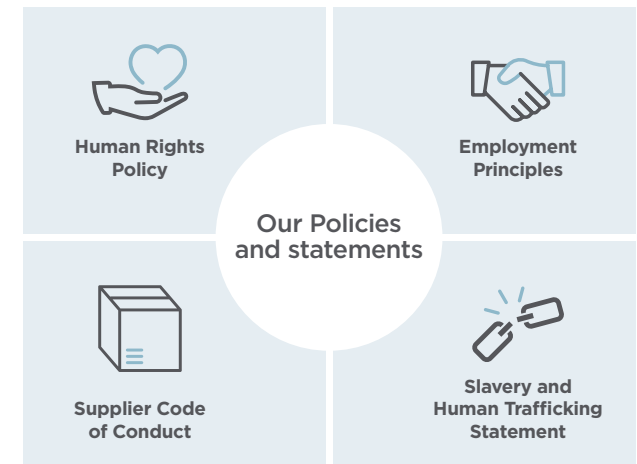 Human Rights
Policy
Employment
Principles
Our Policies
and statements
Supplier Code
of Conduct
Slavery and
Human Trafficking
Statement